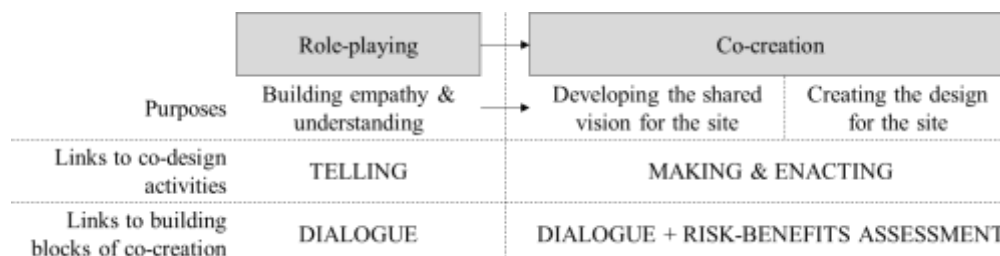 Role-playing
Co-creation
Purposes
Building empathy &
understanding
Developing the shared
vision for the site
Creating the design
for the site
Links to co-design
activities
TELLING
MAKING & ENACTING
Links to building
blocks of co-creation
DIALOGUE
DIALOGUE + RISK-BENEFITS ASSESSMENT